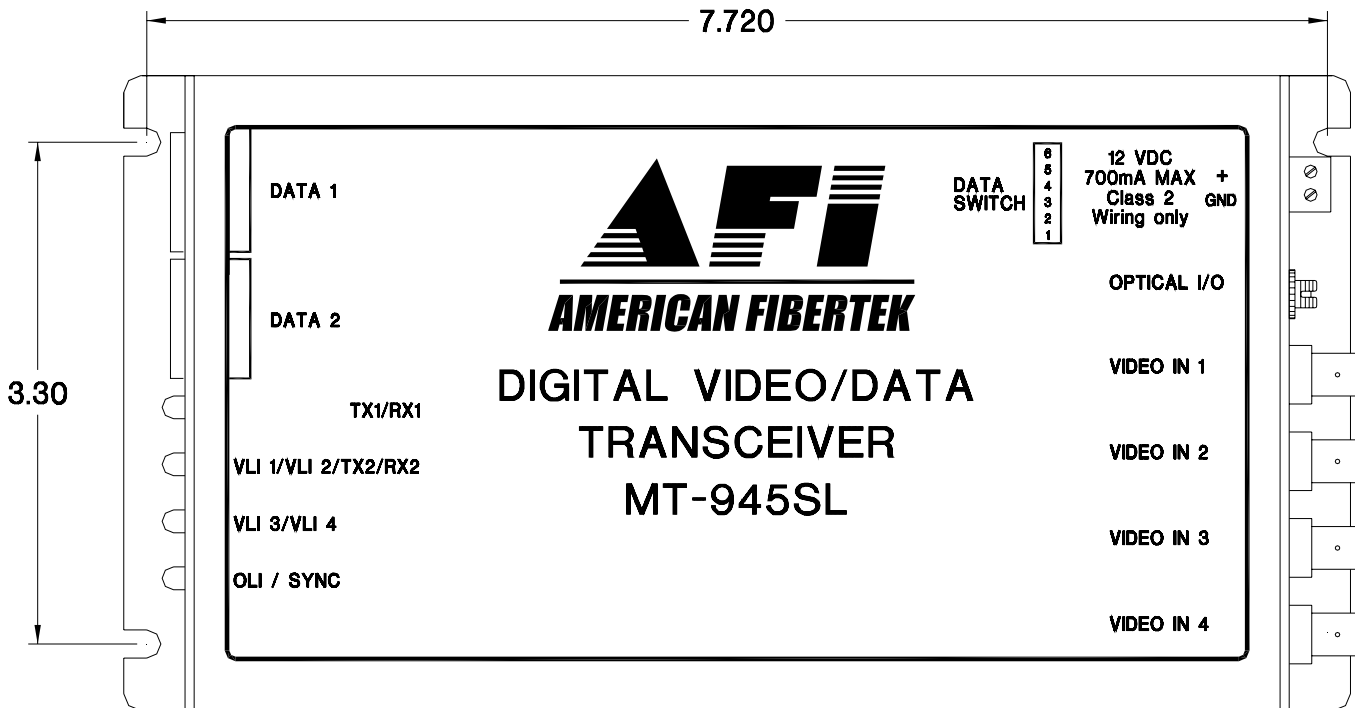 7.720
3.30
DATA 1
DATA 2
TX1/RX1
VLI 1/VLI 2/TX2/RX2
VLI 3/VLI 4
OLI / SYNC
AFI
AMERICAN FIBERTEK
DIGITAL VIDEO/DATA
TRANSCEIVER
MT-945SL
DATA
SWITCH
6
5
4
3
2
1
12 VDC
700mA MAX +
Class 2 GND
Wiring only
OPTICAL I/O
VIDEO IN 1
VIDEO IN 2
VIDEO IN 3
VIDEO IN 4